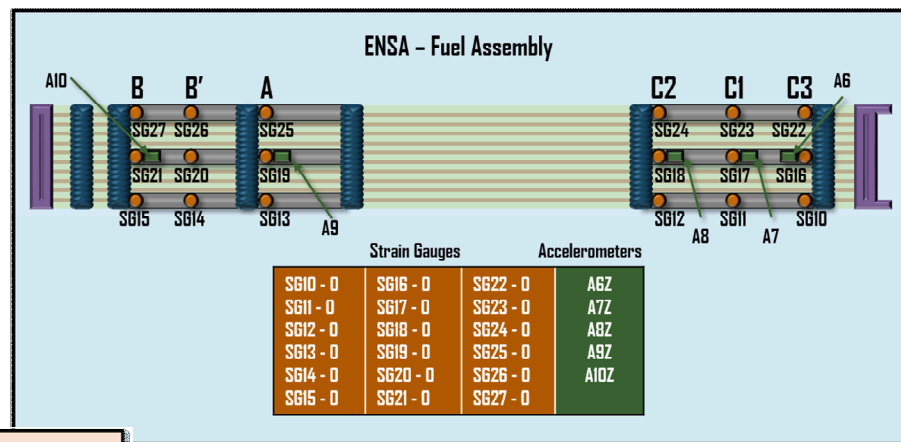 ENSA – Fuel Assembly
A10 B B' A C2 C1 C3 A6
SG27 SG26 SG25 SG24 SG23 SG22
SG21 SG20 SG19 SG18 SG17 SG16
SG15 SG14 SG13 A9 SG12 A8 SG11 A7 SG10
Strain Gauges Accelerometers
SG10 - 0 SG16 - 0 SG22 - 0 A6Z
SG11 - 0 SG17 - 0 SG23 - 0 A7Z
SG12 - 0 SG18 - 0 SG24 - 0 A8Z
SG13 - 0 SG19 - 0 SG25 - 0 A9Z
SG14 - 0 SG20 - 0 SG26 - 0 A10Z
SG15 - 0 SG21 - 0 SG27 - 0